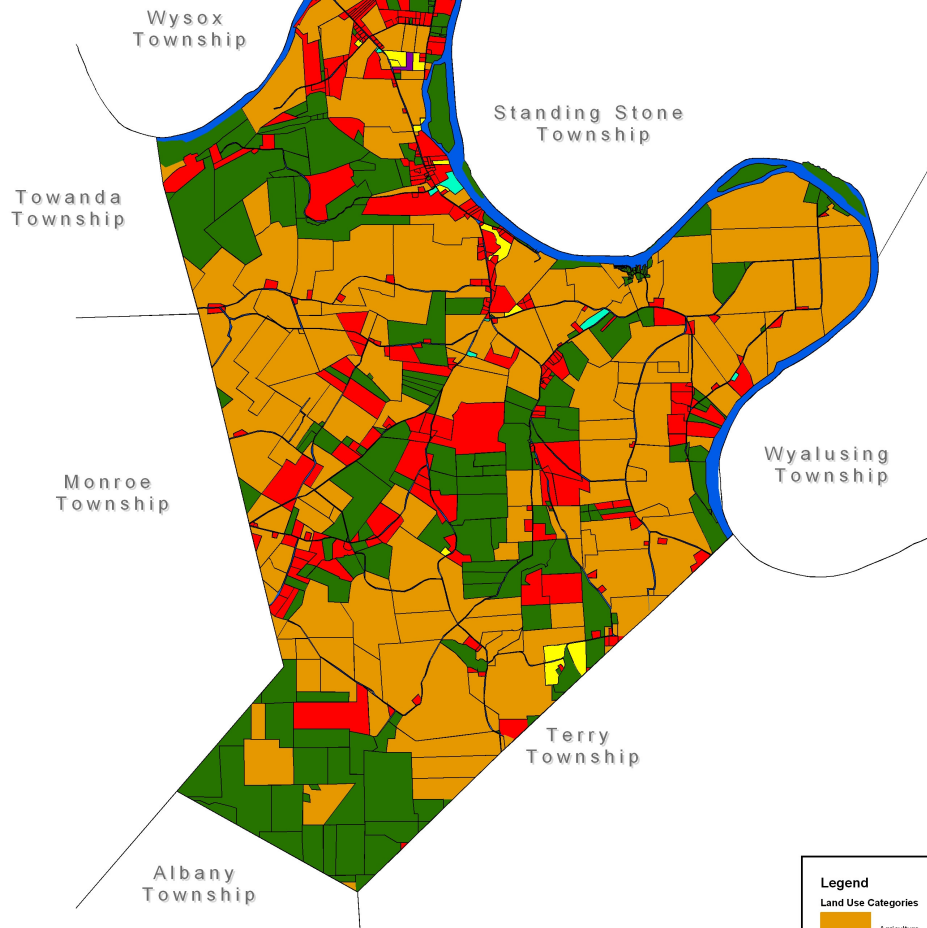 Wysox
Township
Standing Stone
Township
Towanda
Township
Monroe
Township
Wyalusing
Township
Terry
Township
Albany
Township
Legend
Land Use Categories